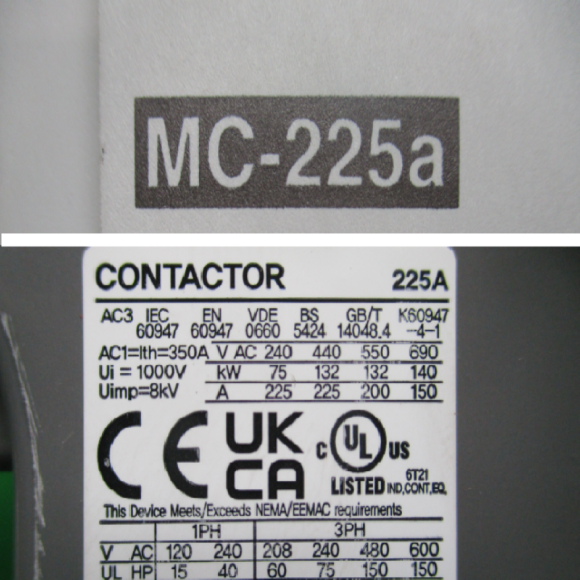 MC-225a
CONTACTOR 225A
AC3 IEC EN VDE BS GB/T K60947
60947 60947 0660 5424 14048.4 -4-1
AC1=Ith=350A V AC 240 440 550 690
Ui = 1000V kW 75 132 132 140
Uimp=8kV A 225 225 200 150
CE UK CA c UL US
LISTED 6T21 IND,CONT,EQ.
This Device Meets/Exceeds NEMA/EEMAC requirements
1PH 3PH
V AC 120 240 208 240 480 600
UL HP 15 40 60 75 150 150